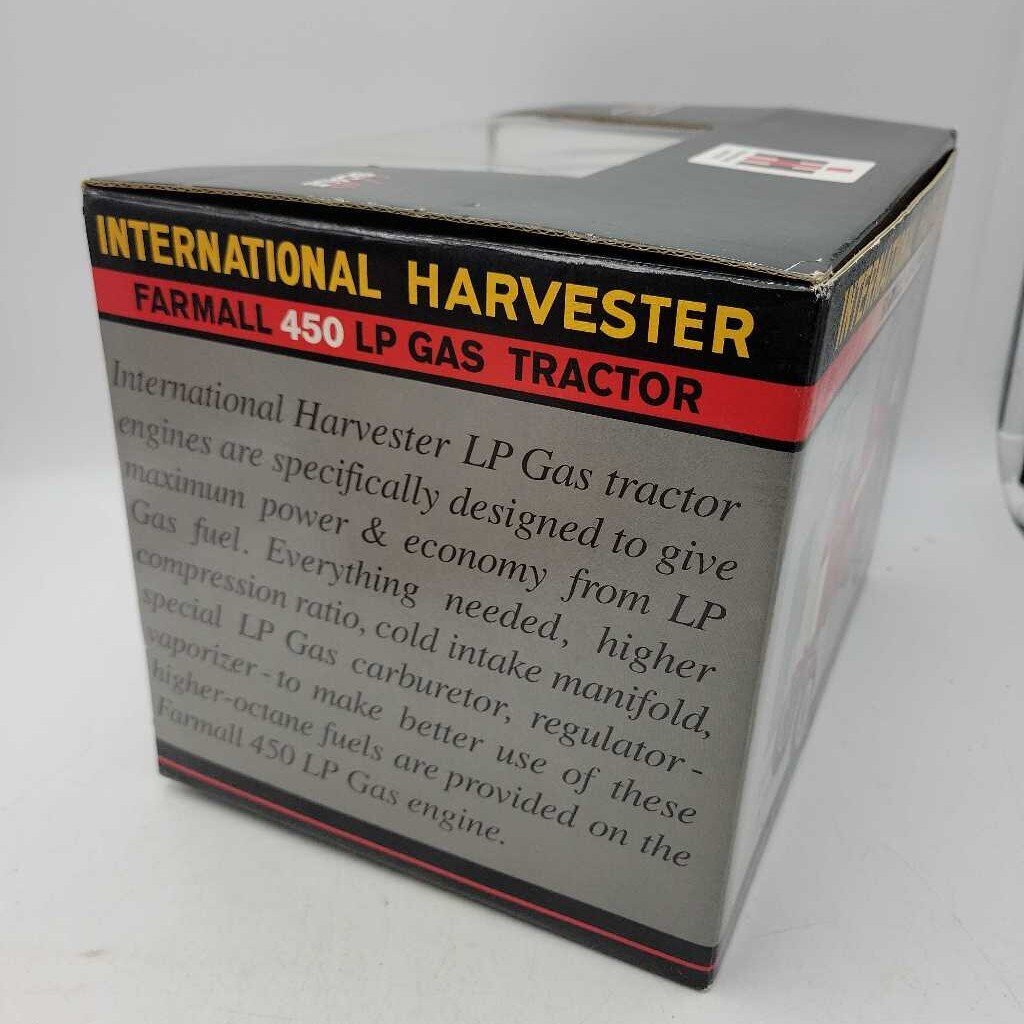 INTERNATIONAL HARVESTER
FARMALL 450 LP GAS TRACTOR
International Harvester LP Gas tractor
engines are specifically designed to give
maximum power & economy from LP
Gas fuel. Everything needed, higher
compression ratio, cold intake manifold,
special LP Gas carburetor, regulator-
vaporizer - to make better use of these
higher-octane fuels are provided on the
Farmall 450 LP Gas engine.
INTERNATIONAL